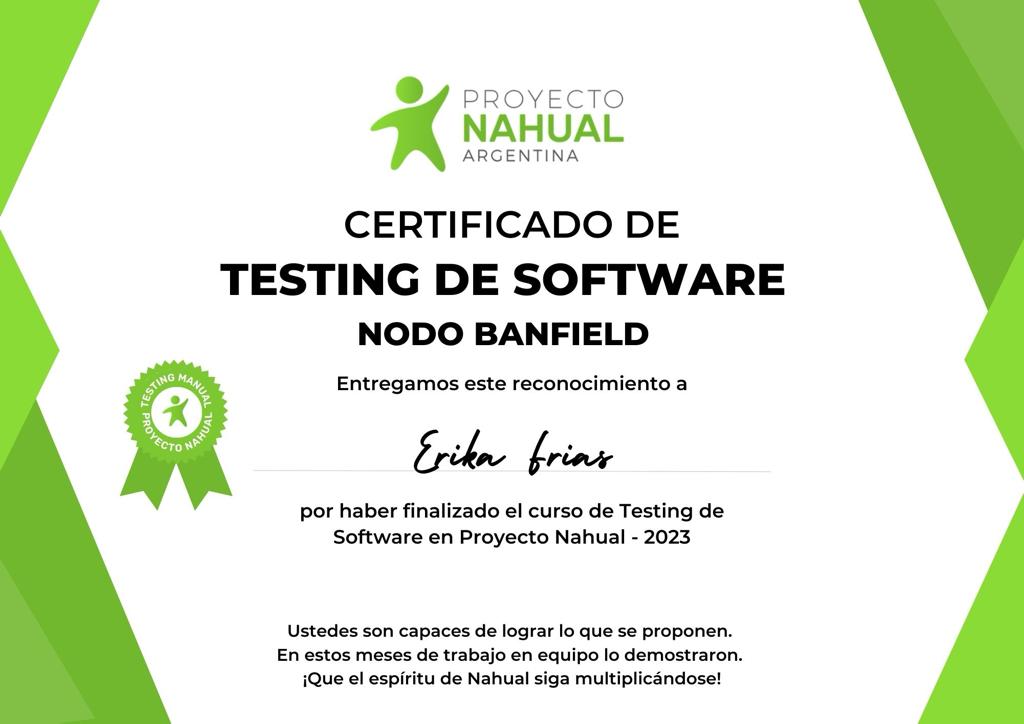 PROYECTO
NAHUAL
ARGENTINA
CERTIFICADO DE
TESTING DE SOFTWARE
NODO BANFIELD
Entregamos este reconocimiento a
TESTING MANUAL
PROYECTO NAHUAL
Erika frias
por haber finalizado el curso de Testing de
Software en Proyecto Nahual - 2023
Ustedes son capaces de lograr lo que se proponen.
En estos meses de trabajo en equipo lo demostraron.
¡Que el espíritu de Nahual siga multiplicándose!